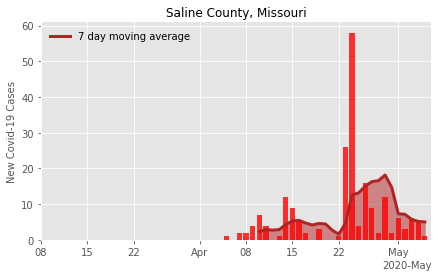 Saline County, Missouri
7 day moving average
New Covid-19 Cases
60
50
40
30
20
10
0
08 15 22 Apr 08 15 22 May
2020-May